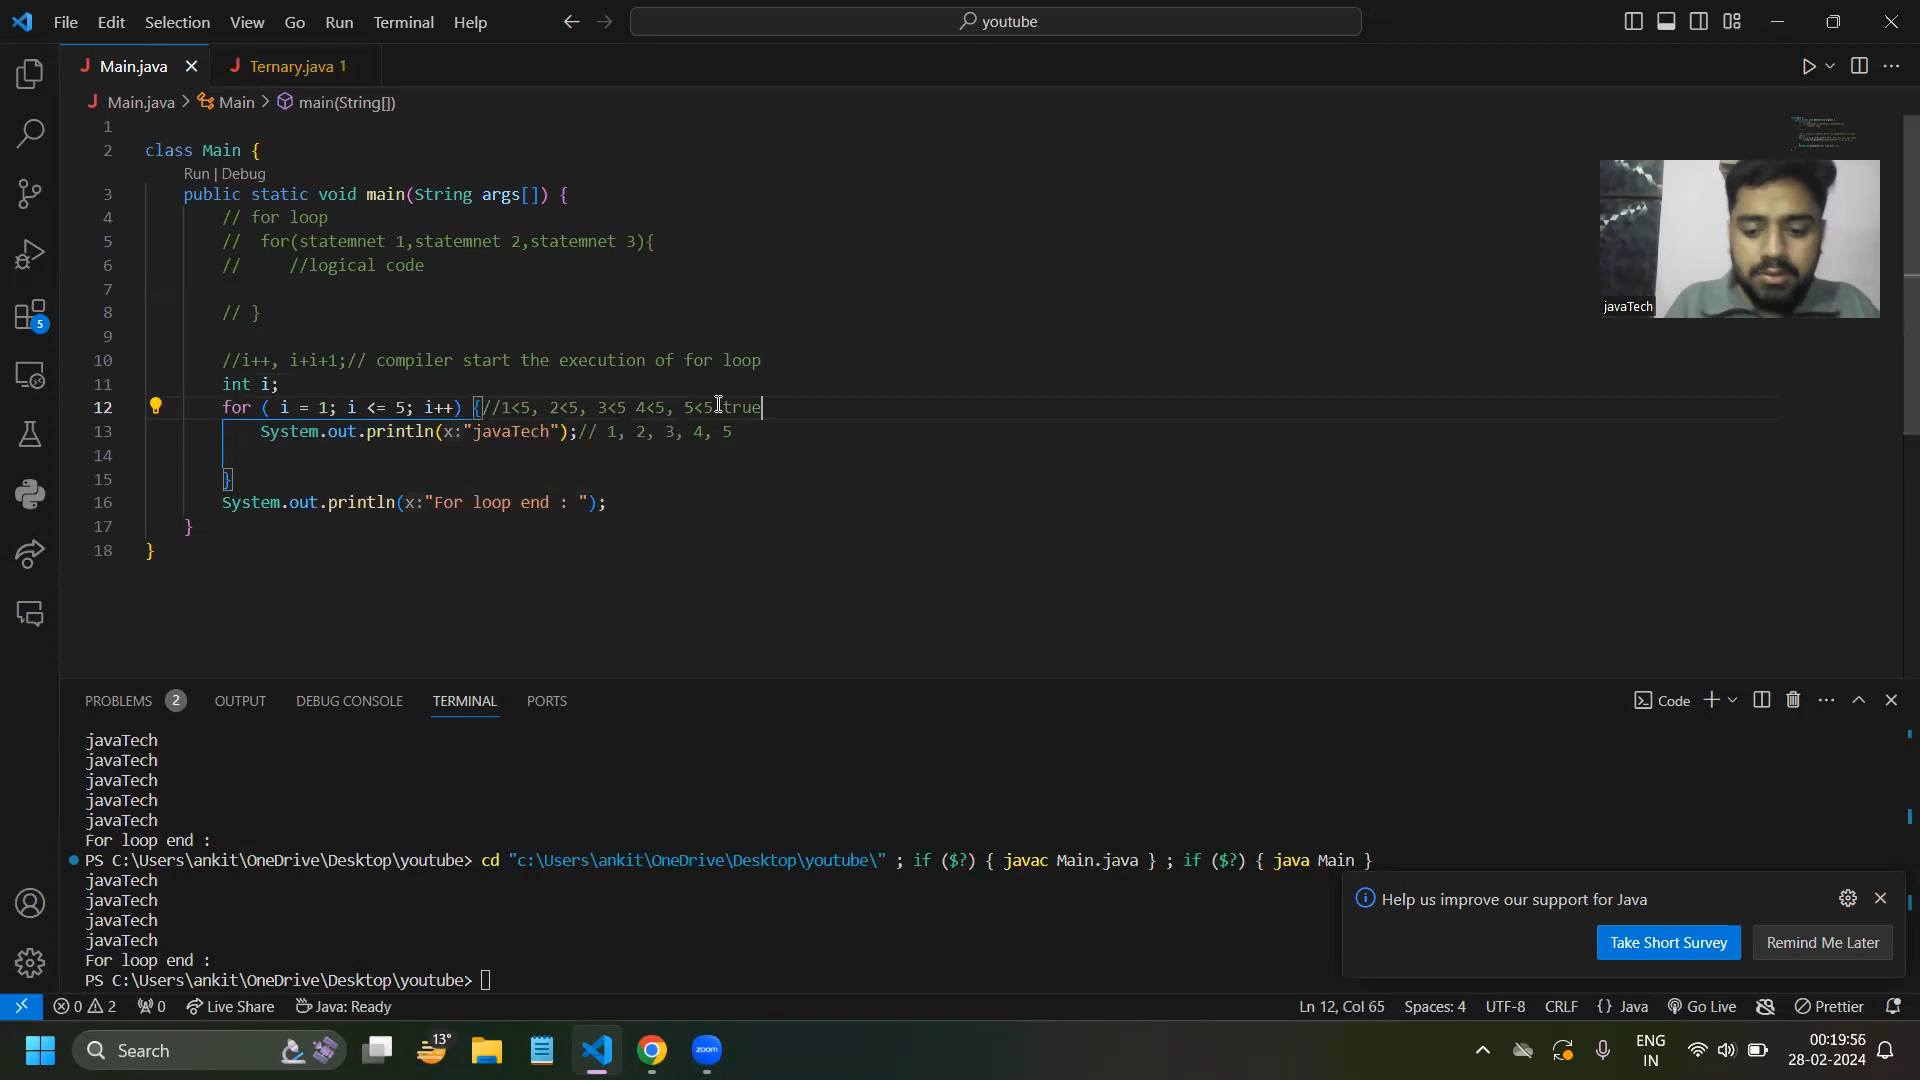 File Edit Selection View Go Run Terminal Help
youtube
Main.java
Ternary.java 1
Main.java > Main > main(String[])
1
2 class Main {
Run | Debug
3 public static void main(String args[]) {
4 // for loop
5 // for(statemnet 1,statemnet 2,statemnet 3){
6 // //logical code
7
8 // }
9
10 //i++, i+i+1;// compiler start the execution of for loop
11 int i;
12 for ( i = 1; i <= 5; i++) {//1<5, 2<5, 3<5 4<5, 5<5 true
13 System.out.println(x:"javaTech");// 1, 2, 3, 4, 5
14
15 }
16 System.out.println(x:"For loop end : ");
17 }
18 }
javaTech
5
PROBLEMS 2 OUTPUT DEBUG CONSOLE TERMINAL PORTS
Code
javaTech
javaTech
javaTech
javaTech
javaTech
For loop end :
PS C:\Users\ankit\OneDrive\Desktop\youtube> cd "c:\Users\ankit\OneDrive\Desktop\youtube\" ; if ($?) { javac Main.java } ; if ($?) { java Main }
javaTech
javaTech
javaTech
javaTech
For loop end :
PS C:\Users\ankit\OneDrive\Desktop\youtube>
Help us improve our support for Java
Take Short Survey
Remind Me Later
0 2 0 Live Share Java: Ready
Ln 12, Col 65 Spaces: 4 UTF-8 CRLF {} Java Go Live Prettier
Search
13°
zoom
ENG
IN
00:19:56
28-02-2024